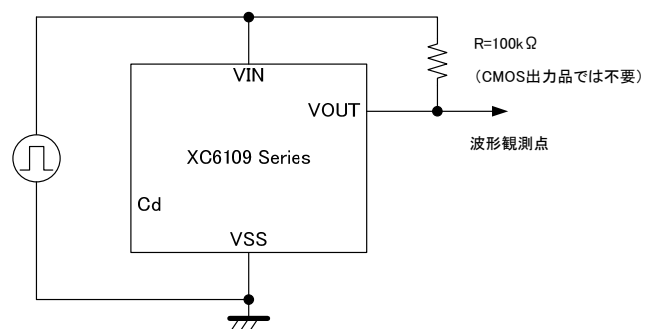 R=100kΩ
（CMOS出力品では不要）
VIN
VOUT
波形観測点
XC6109 Series
Cd
VSS